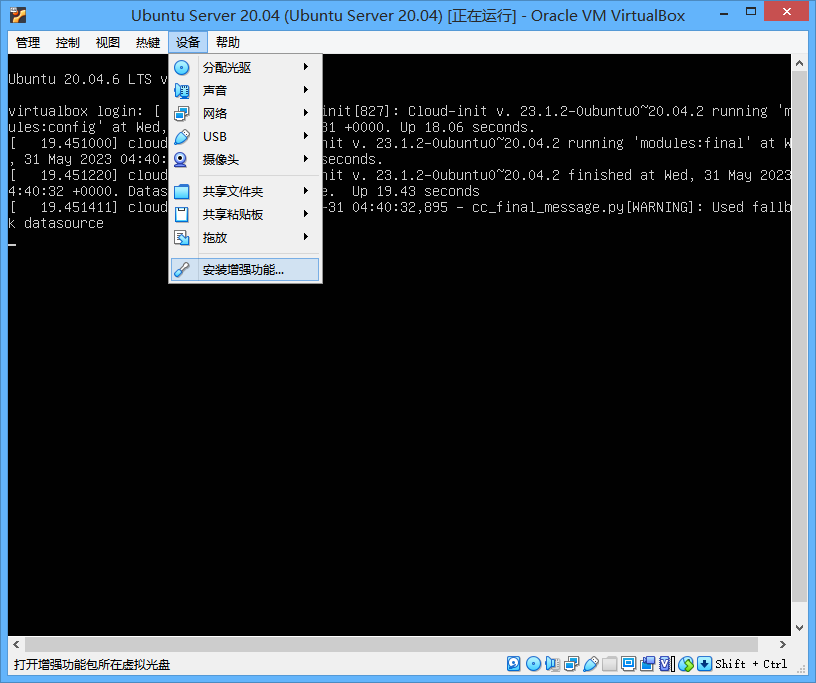 Ubuntu Server 20.04 (Ubuntu Server 20.04) [正在运行] - Oracle VM VirtualBox
管理 控制 视图 热键 设备 帮助
Ubuntu 20.04.6 LTS v
virtualbox login: [ init[827]: Cloud-init v. 23.1.2-0ubuntu0~20.04.2 running 'm
ules:config' at Wed, 31 +0000. Up 18.06 seconds.
[ 19.451000] cloud nit v. 23.1.2-0ubuntu0~20.04.2 running 'modules:final' at W
, 31 May 2023 04:40: seconds.
[ 19.451220] cloud nit v. 23.1.2-0ubuntu0~20.04.2 finished at Wed, 31 May 2023
4:40:32 +0000. Datas e. Up 19.43 seconds
[ 19.451411] cloud -31 04:40:32,895 - cc_final_message.py[WARNING]: Used fallb
k datasource
分配光驱
声音
网络
USB
摄像头
共享文件夹
共享粘贴板
拖放
安装增强功能...
打开增强功能包所在虚拟光盘
Shift + Ctrl